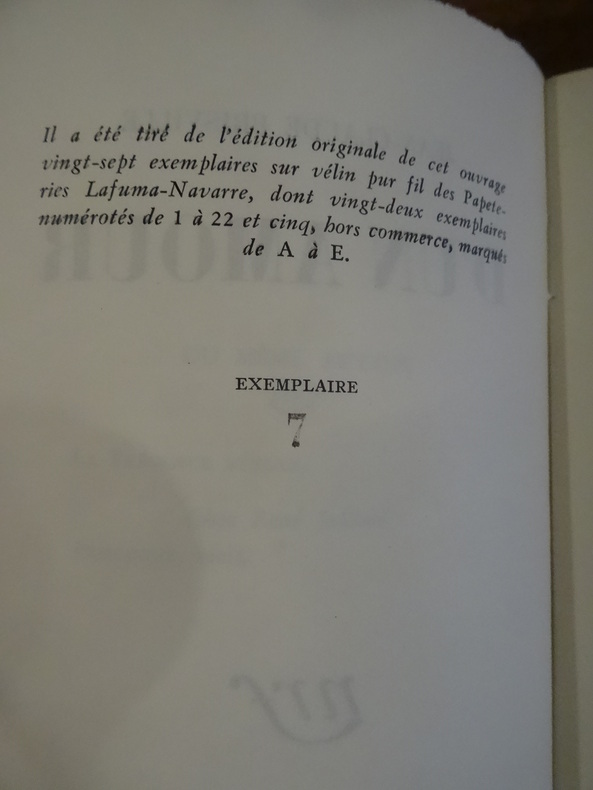 Il a été tiré de l'édition originale de cet ouvrage
vingt-sept exemplaires sur vélin pur fil des Papete-
ries Lafuma-Navarre, dont vingt-deux exemplaires
numérotés de 1 à 22 et cinq, hors commerce, marqués
de A à E.
EXEMPLAIRE
7
D'UN AMOUR
nrf